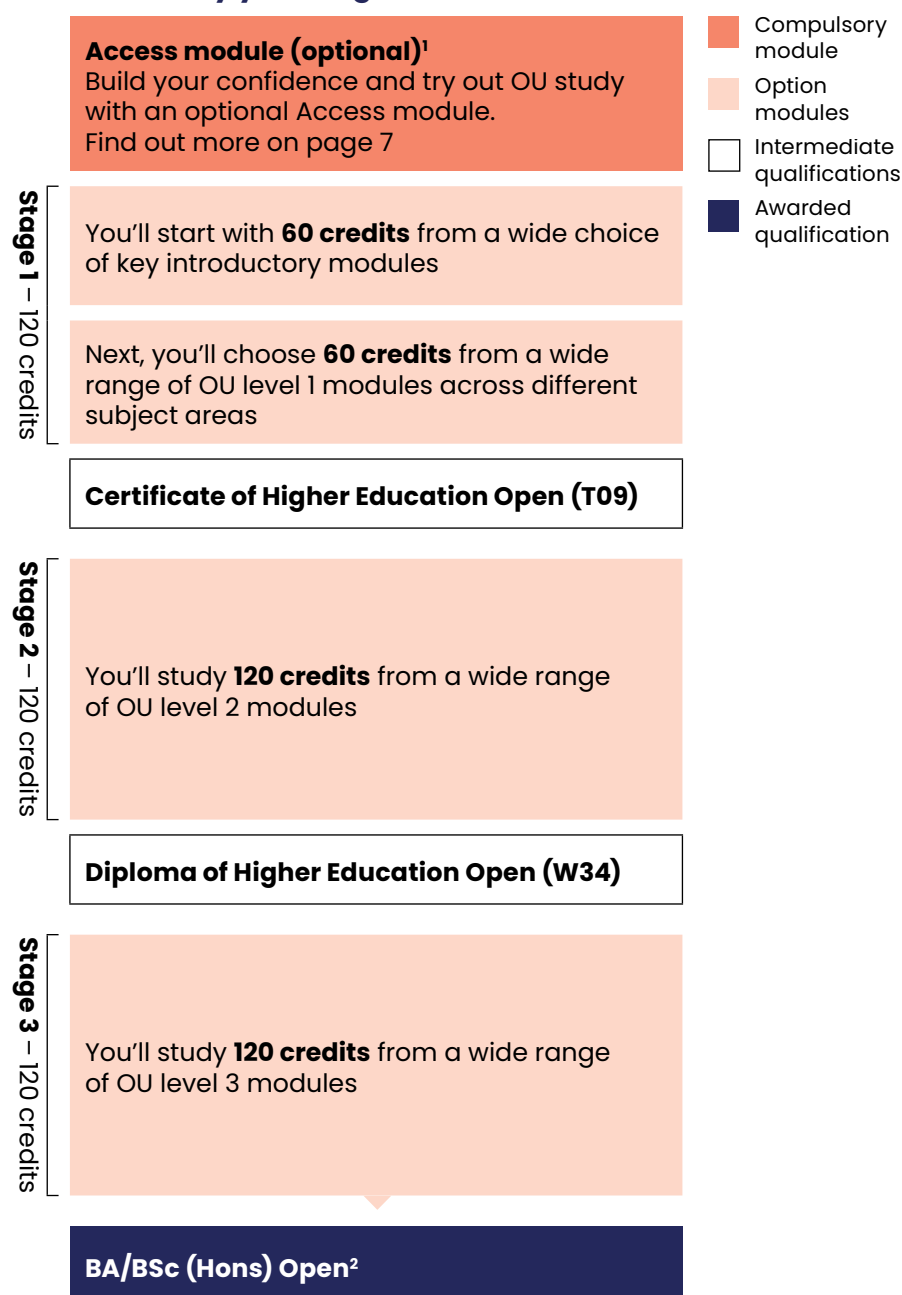 Access module (optional)¹
Build your confidence and try out OU study
with an optional Access module.
Find out more on page 7
Compulsory
module
Option
modules
Intermediate
qualifications
Awarded
qualification
Stage 1 – 120 credits
You’ll start with 60 credits from a wide choice
of key introductory modules
Next, you’ll choose 60 credits from a wide
range of OU level 1 modules across different
subject areas
Certificate of Higher Education Open (T09)
Stage 2 – 120 credits
You’ll study 120 credits from a wide range
of OU level 2 modules
Diploma of Higher Education Open (W34)
Stage 3 – 120 credits
You’ll study 120 credits from a wide range
of OU level 3 modules
BA/BSc (Hons) Open²